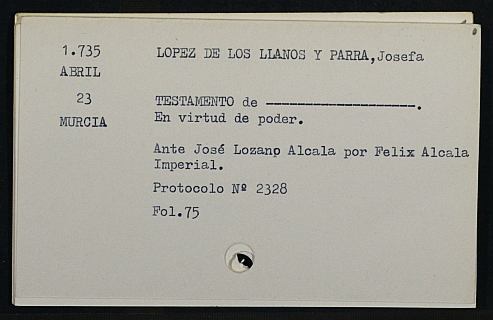 1.735 LOPEZ DE LOS LLANOS Y PARRA,Josefa
ABRIL
23 TESTAMENTO de -------------------.
MURCIA En virtud de poder.
Ante José Lozano Alcala por Felix Alcala
Imperial.
Protocolo Nº 2328
Fol.75